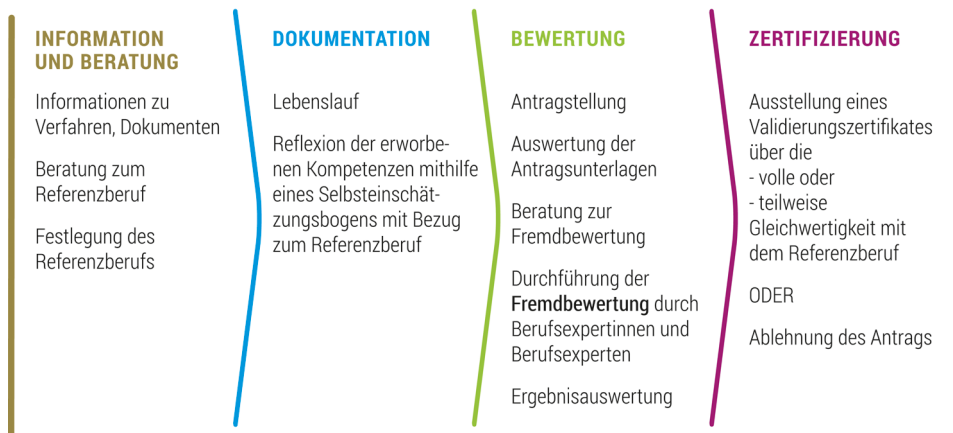 INFORMATION
UND BERATUNG
Informationen zu
Verfahren, Dokumenten
Beratung zum
Referenzberuf
Festlegung des
Referenzberufs
DOKUMENTATION
Lebenslauf
Reflexion der erworbe-
nen Kompetenzen mithilfe
eines Selbsteinschät-
zungsbogens mit Bezug
zum Referenzberuf
BEWERTUNG
Antragstellung
Auswertung der
Antragsunterlagen
Beratung zur
Fremdbewertung
Durchführung der
Fremdbewertung durch
Berufsexpertinnen und
Berufsexperten
Ergebnisauswertung
ZERTIFIZIERUNG
Ausstellung eines
Validierungszertifikates
über die
- volle oder
- teilweise
Gleichwertigkeit mit
dem Referenzberuf
ODER
Ablehnung des Antrags